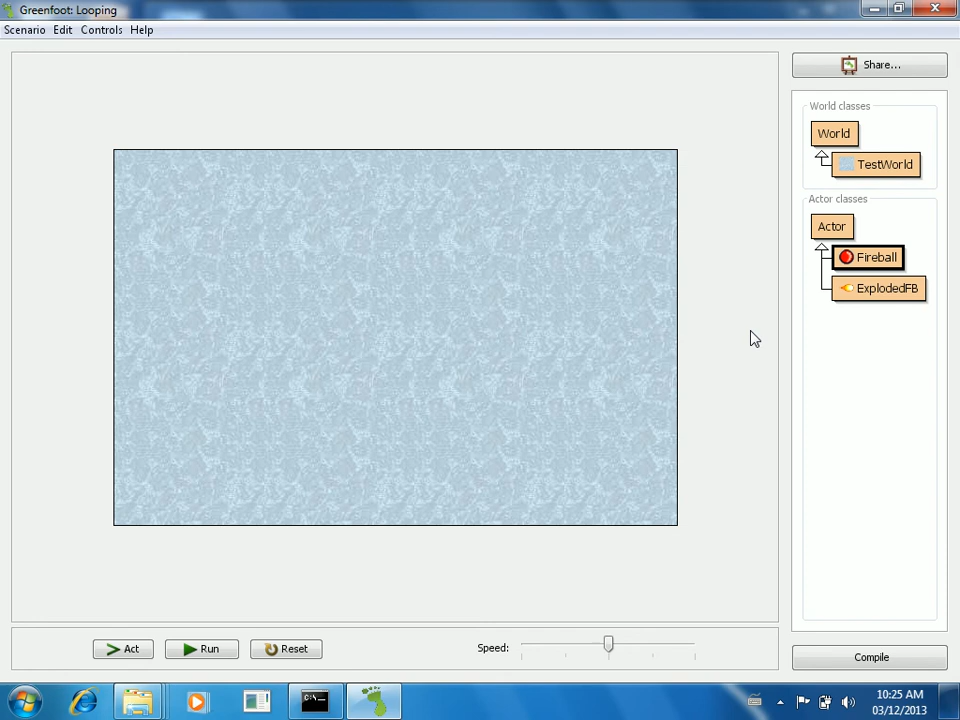 Greenfoot: Looping
Scenario Edit Controls Help
Share...
World classes
World
TestWorld
Actor classes
Actor
Fireball
ExplodedFB
Act
Run
Reset
Speed:
Compile
C:\.
10:25 AM
03/12/2013